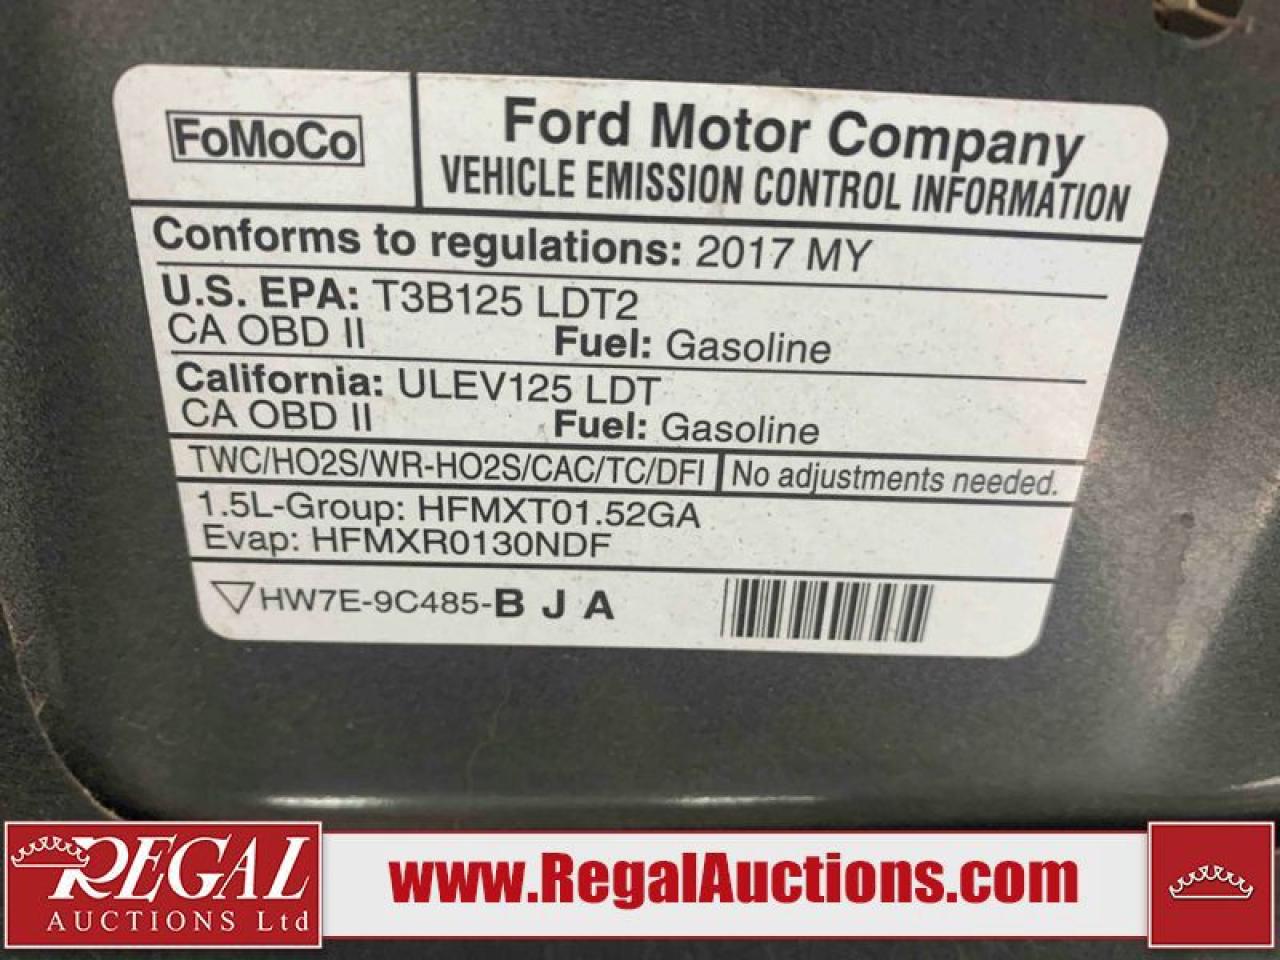 FoMoCo
Ford Motor Company
VEHICLE EMISSION CONTROL INFORMATION
Conforms to regulations: 2017 MY
U.S. EPA: T3B125 LDT2
CA OBD II Fuel: Gasoline
California: ULEV125 LDT
CA OBD II Fuel: Gasoline
TWC/HO2S/WR-HO2S/CAC/TC/DFI No adjustments needed.
1.5L-Group: HFMXT01.52GA
Evap: HFMXR0130NDF
HW7E-9C485-B J A
REGAL
AUCTIONS Ltd
www.RegalAuctions.com